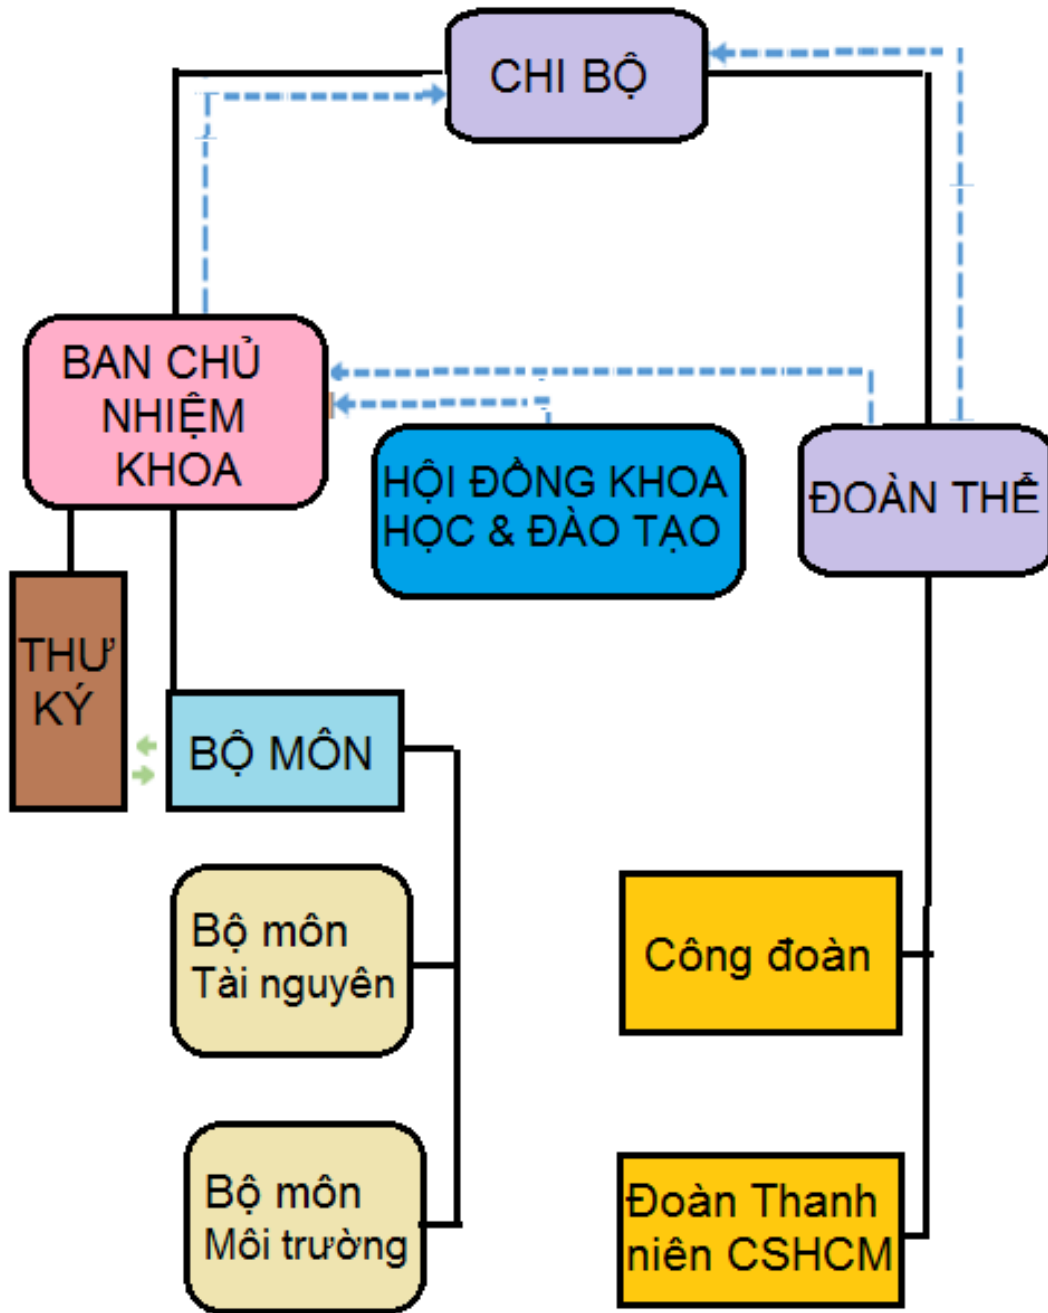 CHI BỘ
BAN CHỦ
NHIỆM
KHOA
HỘI ĐỒNG KHOA
HỌC & ĐÀO TẠO
ĐOÀN THỂ
THƯ
KÝ
BỘ MÔN
Bộ môn
Tài nguyên
Công đoàn
Bộ môn
Môi trường
Đoàn Thanh
niên CSHCM